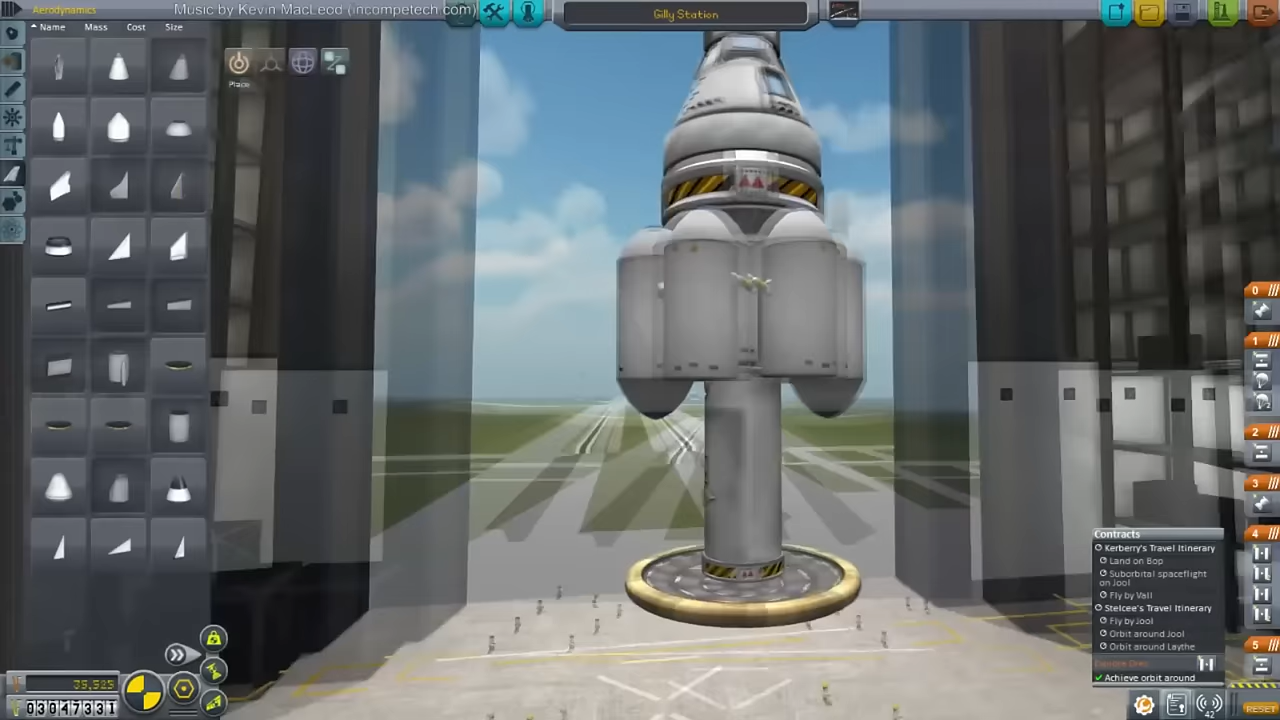 Aerodynamics
Music by Kevin MacLeod (incompetech.com)
Gilly Station
Name Mass Cost Size
Place
0
1
2
3
4
5
Contracts
Kerberry's Travel Itinerary
Land on Bop
Suborbital spaceflight
on Jool
Fly by Vall
Stelcee's Travel Itinerary
Fly by Jool
Orbit around Jool
Orbit around Laythe
Achieve orbit around
42
RESET